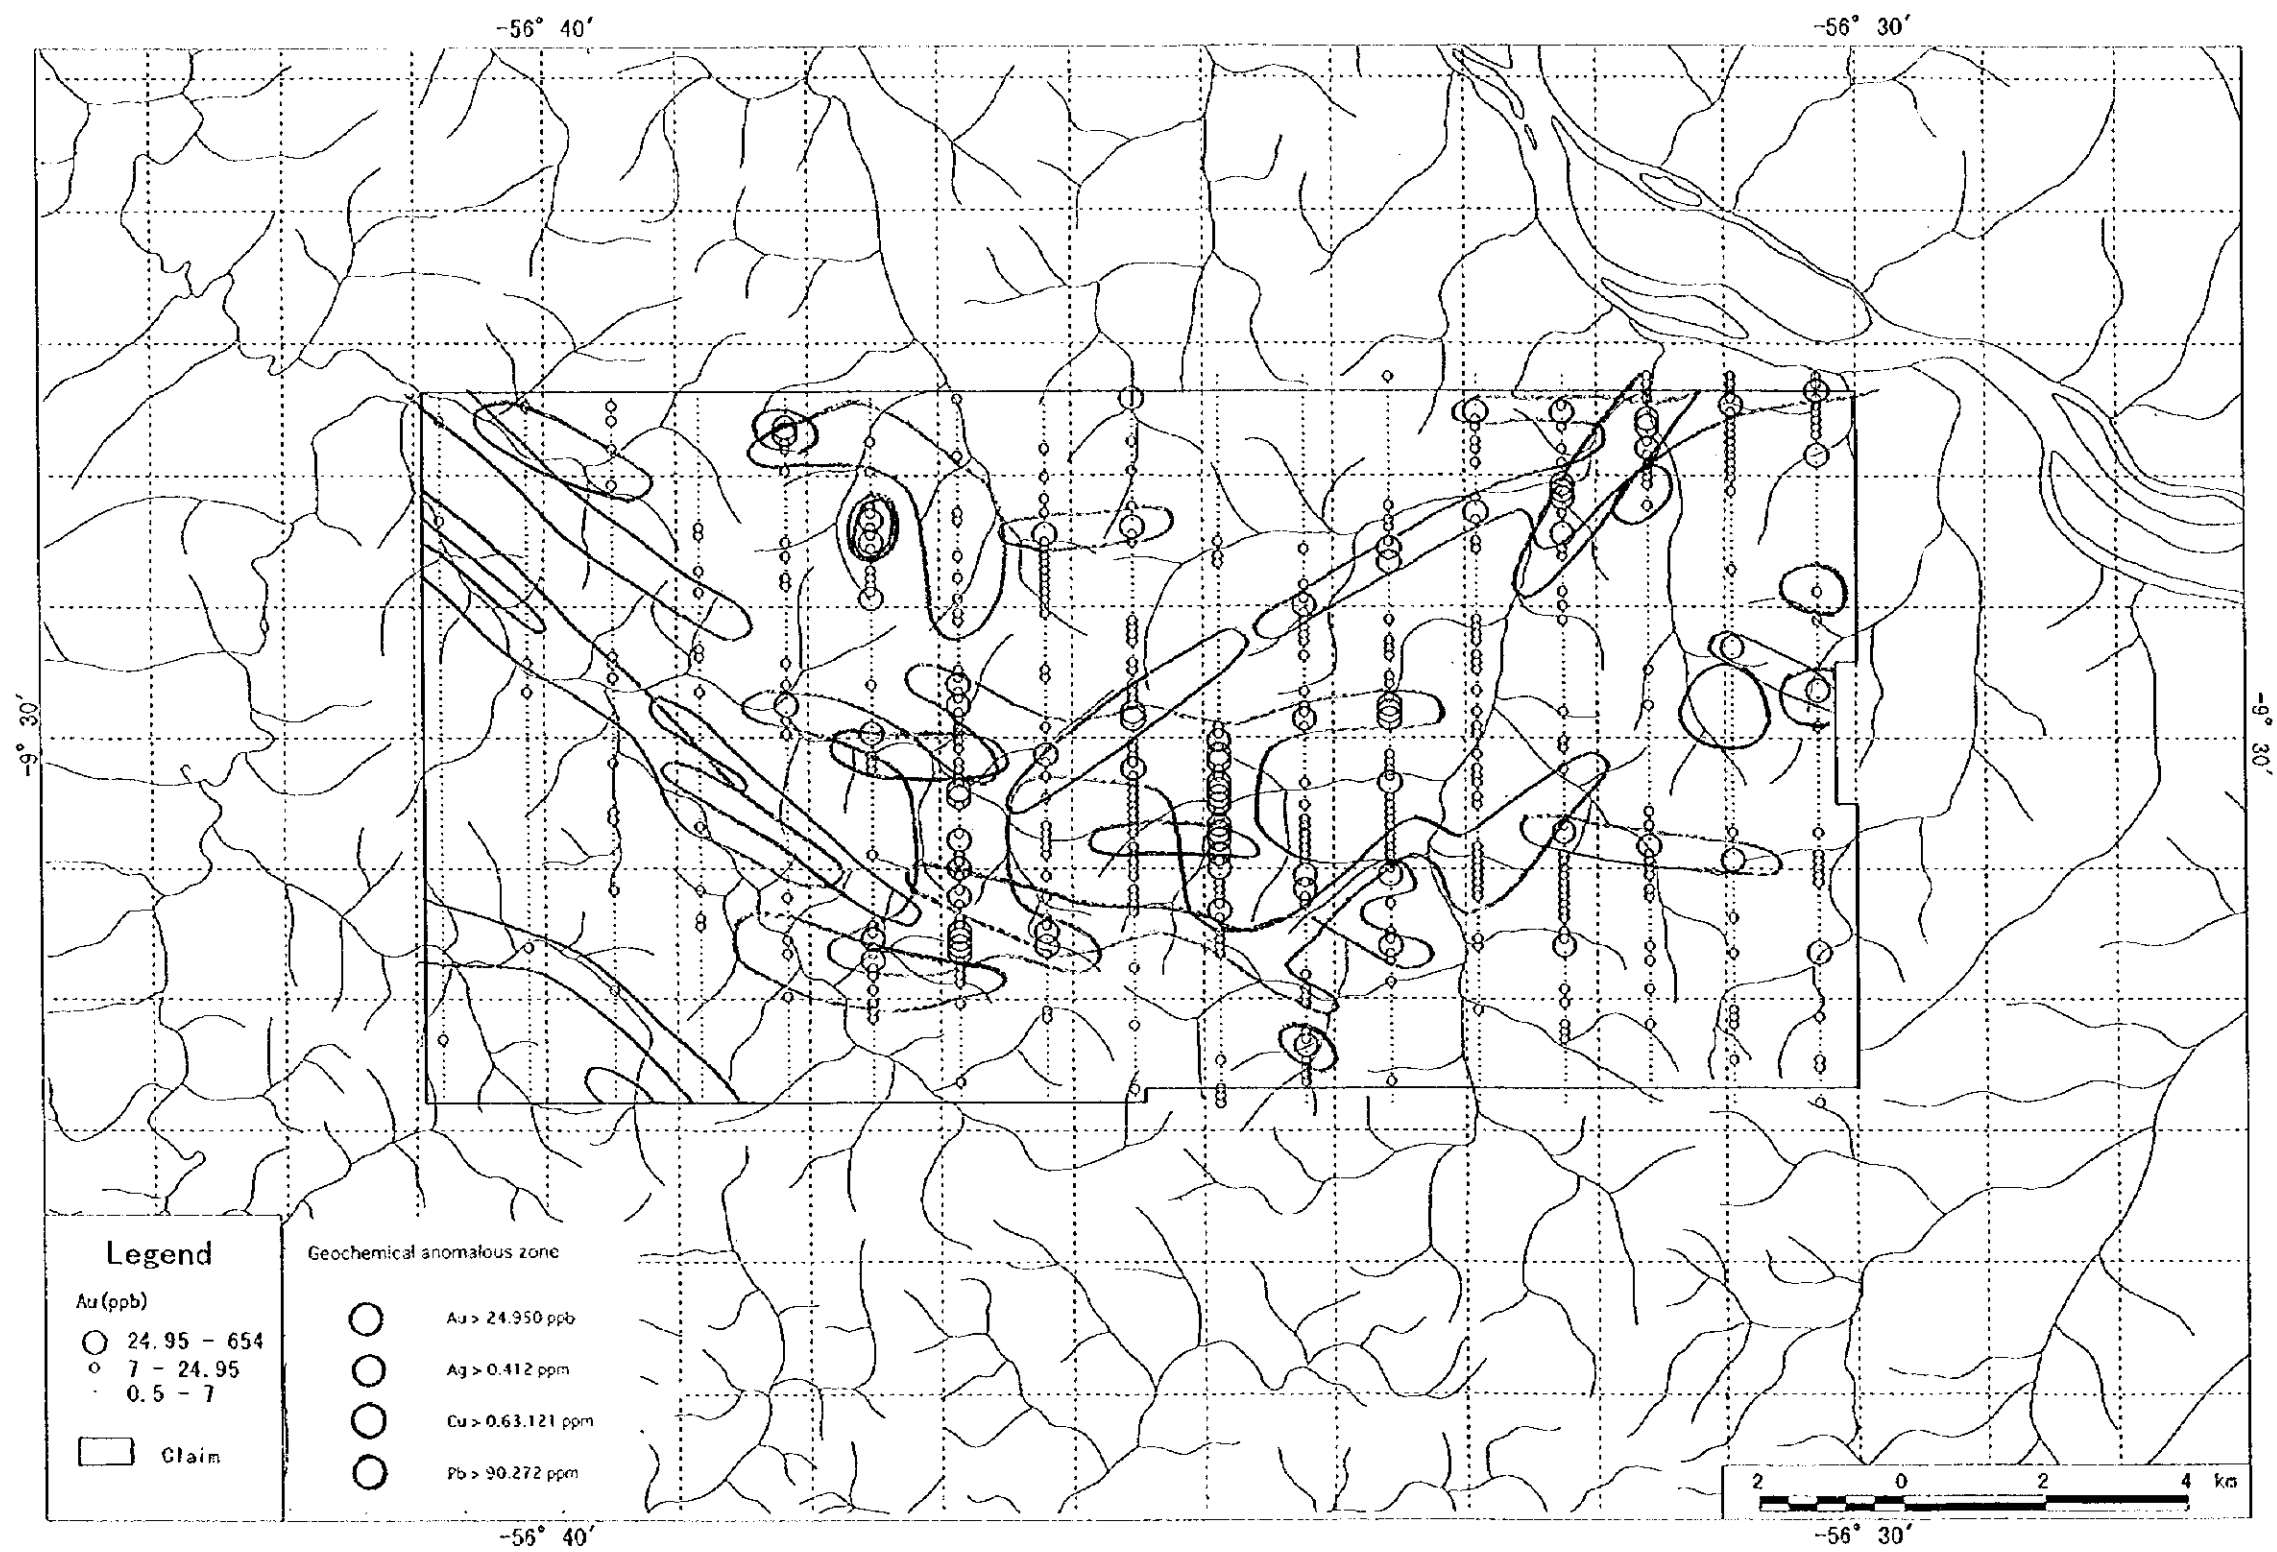 -56° 40′
-56° 30′
-9° 30′
-9° 30′
Legend
Au(ppb)
24.95 - 654
7 - 24.95
0.5 - 7
Claim
Geochemical anomalous zone
Au > 24.950 ppb
Ag > 0.412 ppm
Cu > 0.63.121 ppm
Pb > 90.272 ppm
2 0 2 4 km
-56° 40′
-56° 30′